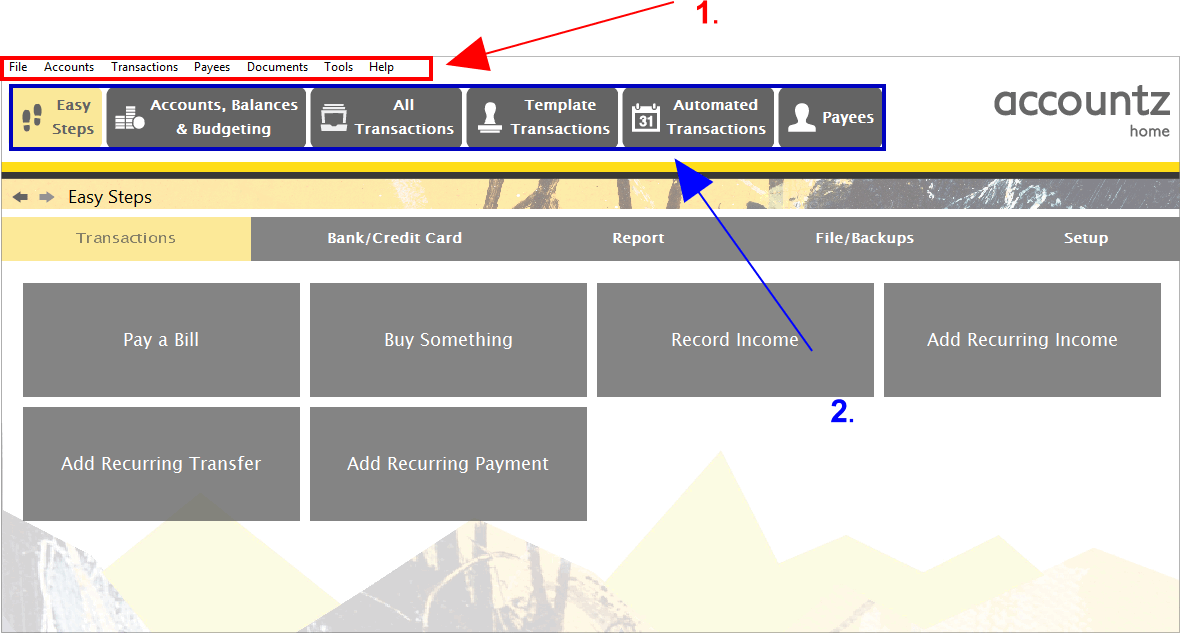 1.
File Accounts Transactions Payees Documents Tools Help
Easy Steps
Accounts, Balances & Budgeting
All Transactions
Template Transactions
31
Automated Transactions
Payees
accountz
home
Easy Steps
Transactions Bank/Credit Card Report File/Backups Setup
Pay a Bill Buy Something Record Income Add Recurring Income
2.
Add Recurring Transfer Add Recurring Payment